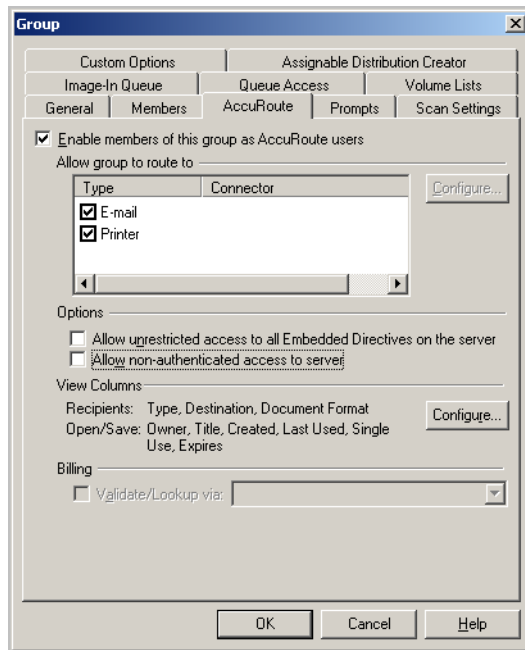 Group
Custom Options
Assignable Distribution Creator
Image-In Queue
Queue Access
Volume Lists
General
Members
AccuRoute
Prompts
Scan Settings
Enable members of this group as AccuRoute users
Allow group to route to
Type
Connector
Configure...
E-mail
Printer
Options
Allow unrestricted access to all Embedded Directives on the server
Allow non-authenticated access to server
View Columns
Recipients: Type, Destination, Document Format
Open/Save: Owner, Title, Created, Last Used, Single
Use, Expires
Configure...
Billing
Validate/Lookup via:
OK
Cancel
Help